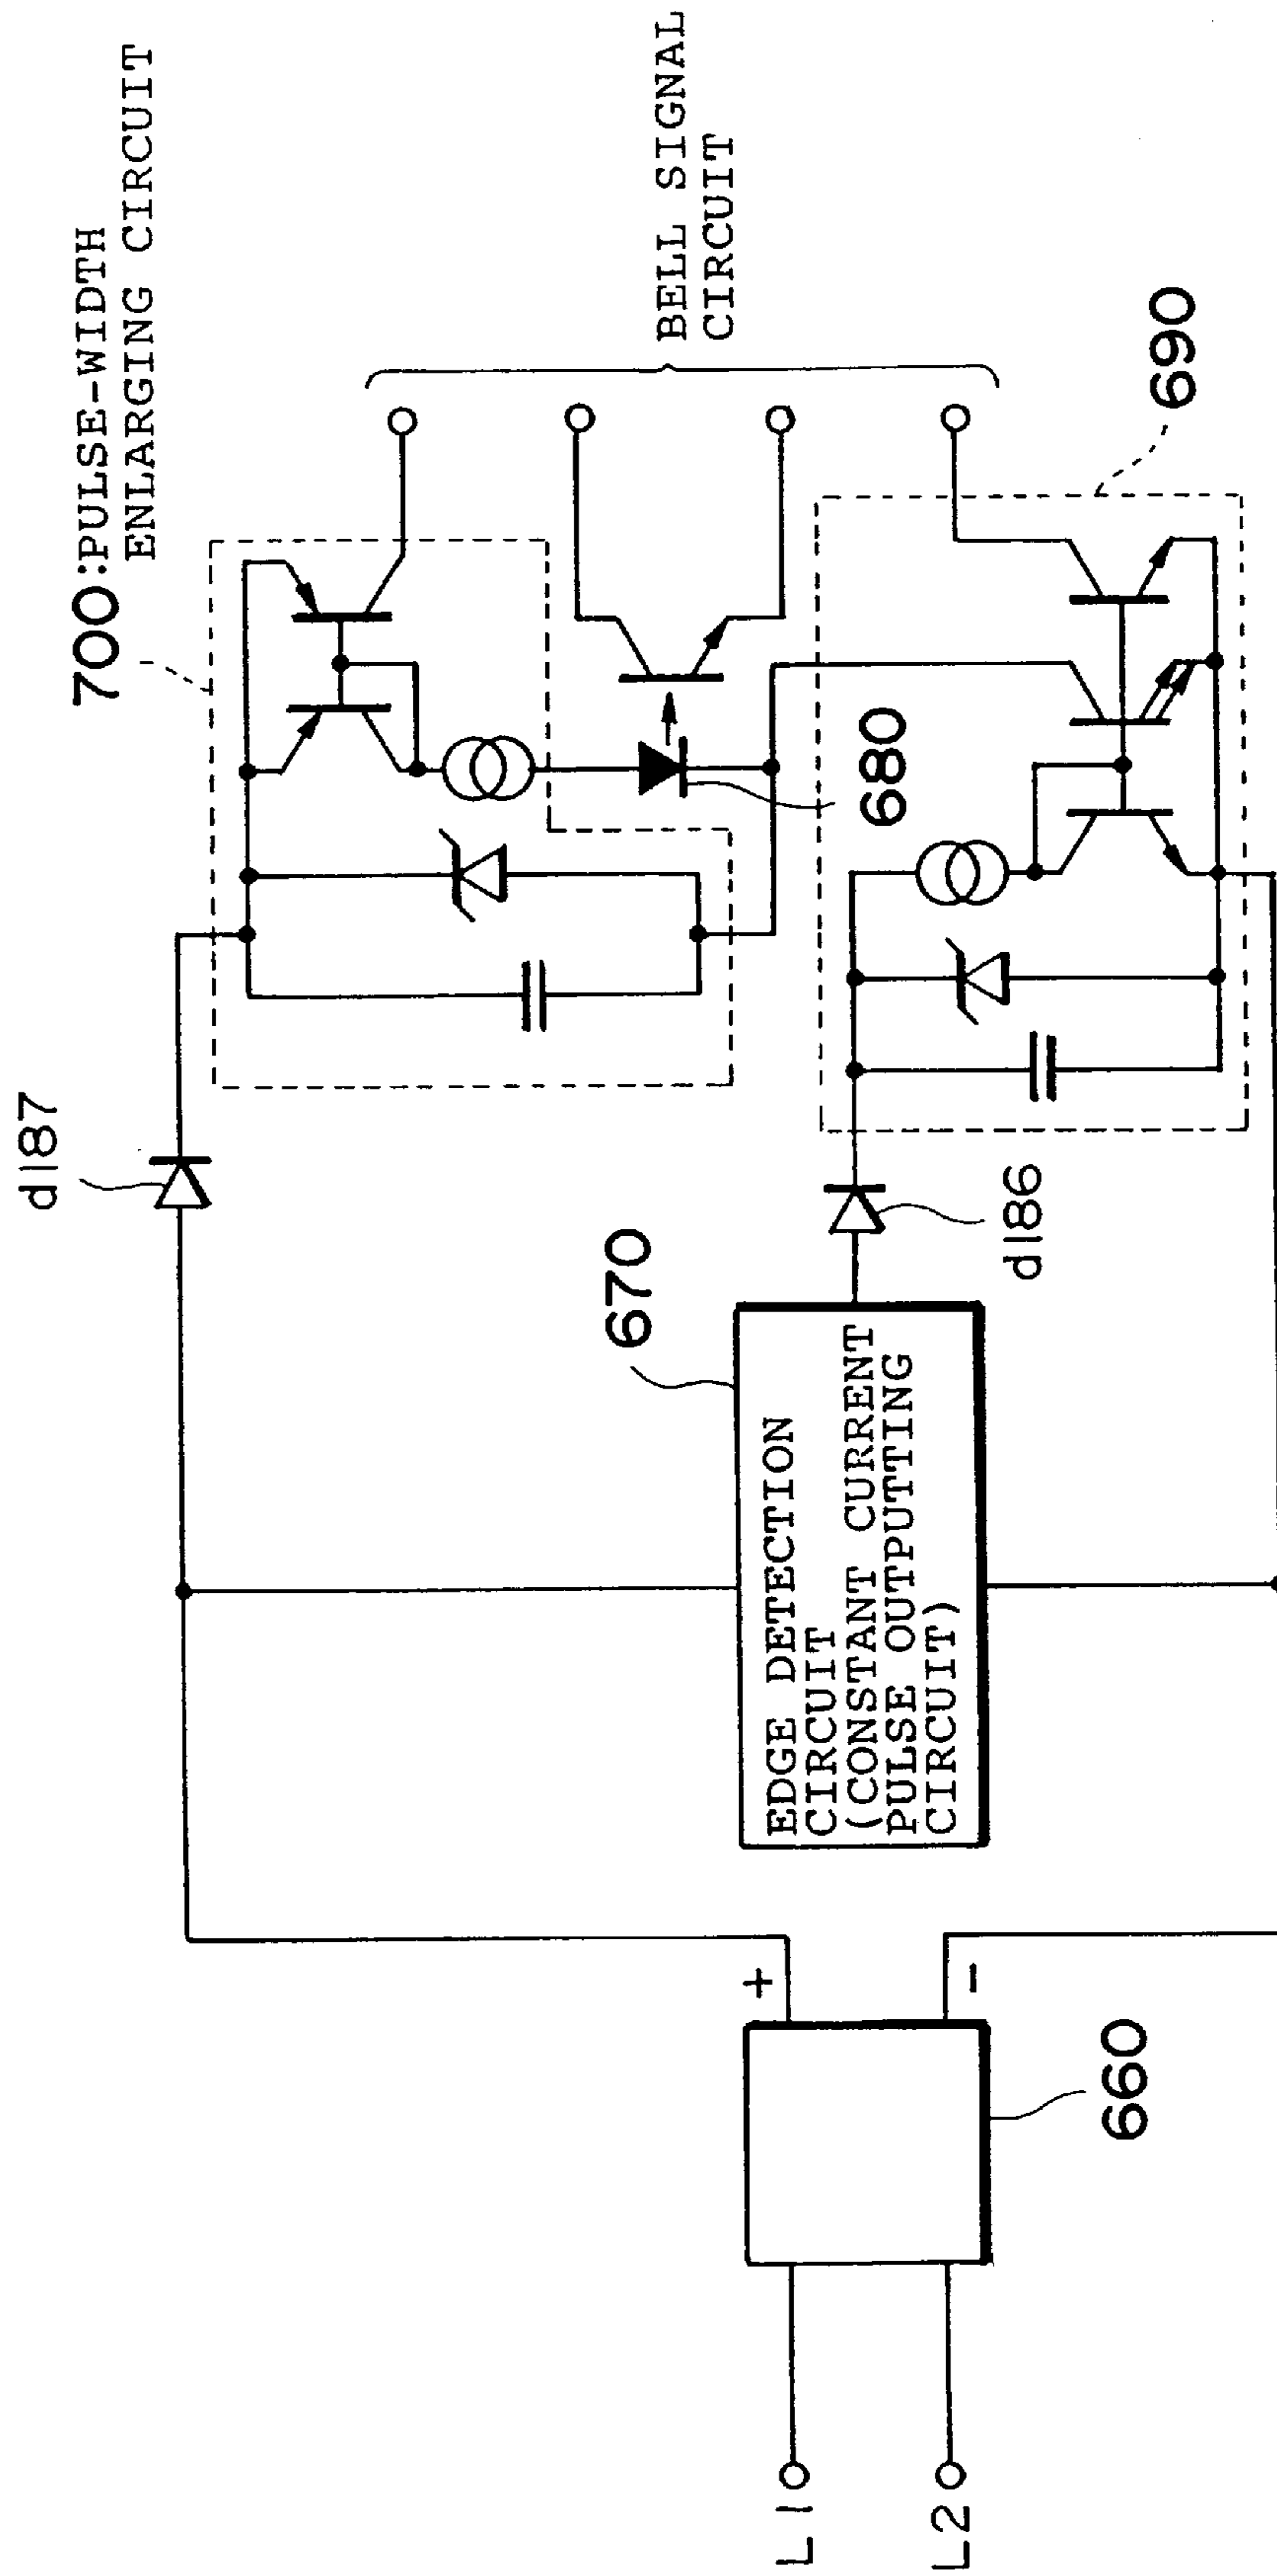 700:PULSE-WIDTH
ENLARGING CIRCUIT
d187
BELL SIGNAL
CIRCUIT
680
690
670
d186
EDGE DETECTION
CIRCUIT
(CONSTANT CURRENT
PULSE OUTPUTTING
CIRCUIT)
+
-
660
L1
L2